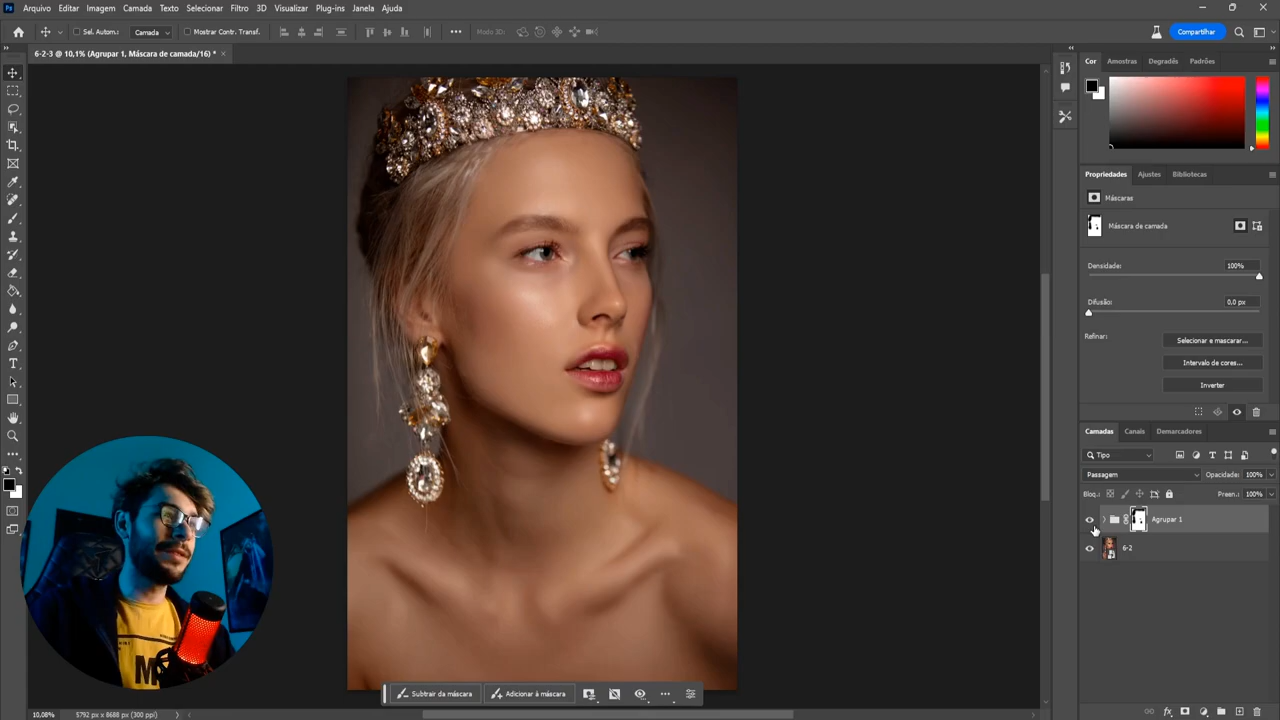 Ps Arquivo Editar Imagem Camada Texto Selecionar Filtro 3D Visualizar Plug-ins Janela Ajuda
Sel. Autom.: Camada Mostrar Contr. Transf. Modo 3D: Compartilhar
6-2-3 @ 10,1% (Agrupar 1, Máscara de camada/16) *
Cor Amostras Degradês Padrões
Propriedades Ajustes Bibliotecas
Máscaras
Máscara de camada
Densidade: 100%
Difusão: 0,0 px
Refinar: Selecionar e mascarar...
Intervalo de cores...
Inverter
Camadas Canais Demarcadores
Tipo
Passagem Opacidade: 100%
Bloq.: Preen.: 100%
Agrupar 1
6-2
Subtrair da máscara Adicionar à máscara
10,08% 5792 px x 8688 px (300 ppi)